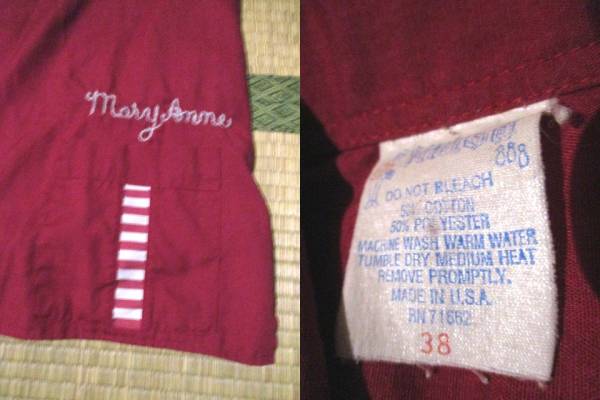 Mary Anne
888
DO NOT BLEACH
COTTON
50% POLYESTER
MACHINE WASH WARM WATER
TUMBLE DRY MEDIUM HEAT
REMOVE PROMPTLY.
MADE IN U.S.A.
RN 71662
38